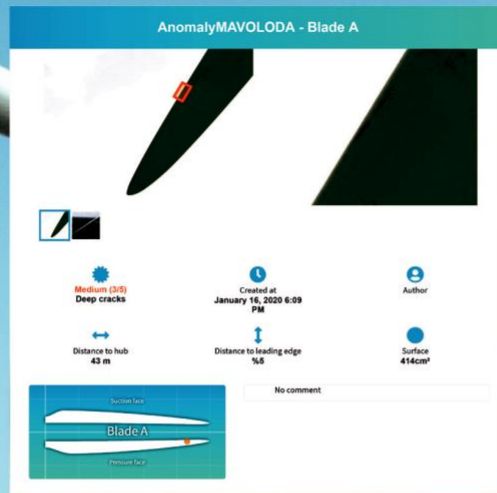 AnomalyMAVOLODA - Blade A
Medium (3/5)
Deep cracks
Created at
January 16, 2020 6:09
PM
Author
Distance to hub
43 m
Distance to leading edge
%5
Surface
414cm²
Suction face
Blade A
Pressure face
No comment